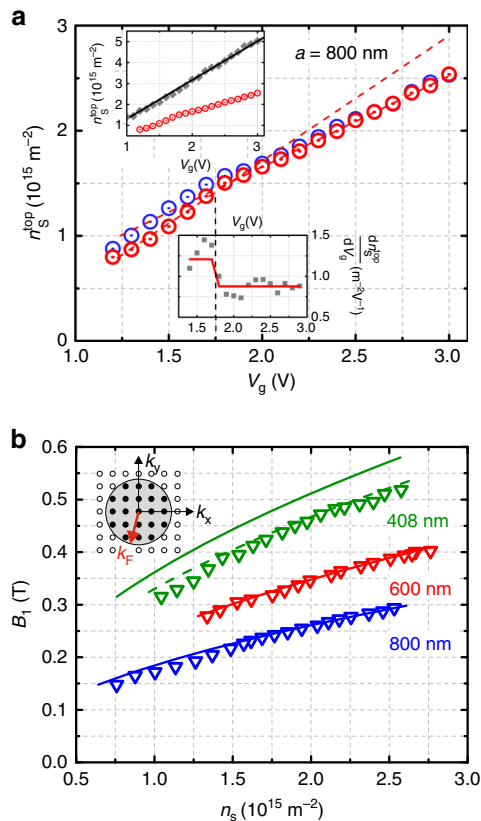 a
a = 800 nm
n_S^top (10^15 m^-2)
5
4
3
2
1
1
2
3
V_g (V)
n_S^top (10^15 m^-2)
3
2
1
0
V_g(V)
dn_s^top/dV_g (m^-2V^-1)
1.5
1.0
0.5
1.5
2.0
2.5
3.0
1.0
1.5
2.0
2.5
3.0
V_g (V)
b
B_1 (T)
0.6
0.5
0.4
0.3
0.2
0.1
0.0
k_y
k_x
k_F
408 nm
600 nm
800 nm
0.5
1.0
1.5
2.0
2.5
3.0
n_s (10^15 m^-2)